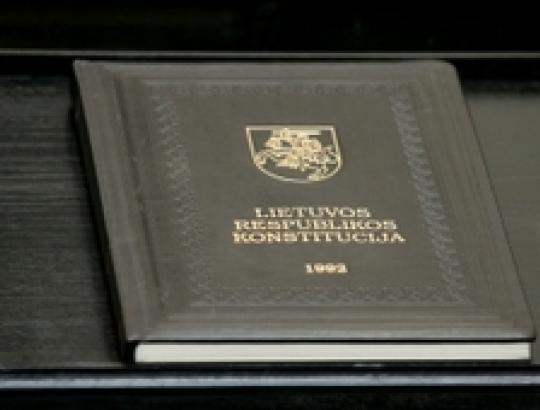 LIETUVOS
RESPUBLIKOS
KONSTITUCIJA
1992